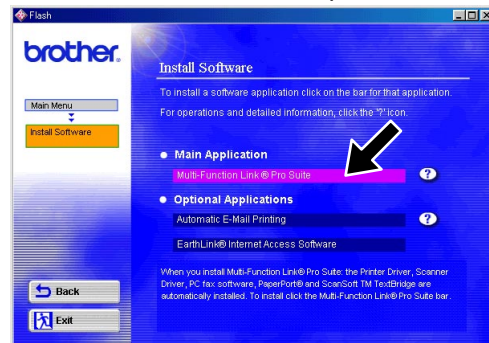 Flash
brother.
Install Software
To install a software application click on the bar for that application.
For operations and detailed information, click the '?' icon.
Main Menu
Install Software
Main Application
Multi-Function Link® Pro Suite
?
Optional Applications
Automatic E-Mail Printing
?
EarthLink® Internet Access Software
When you install Multi-Function Link® Pro Suite: the Printer Driver, Scanner
Driver, PC fax software, PaperPort® and ScanSoft TM TextBridge are
automatically installed. To install click the Multi-Function Link® Pro Suite bar.
Back
Exit